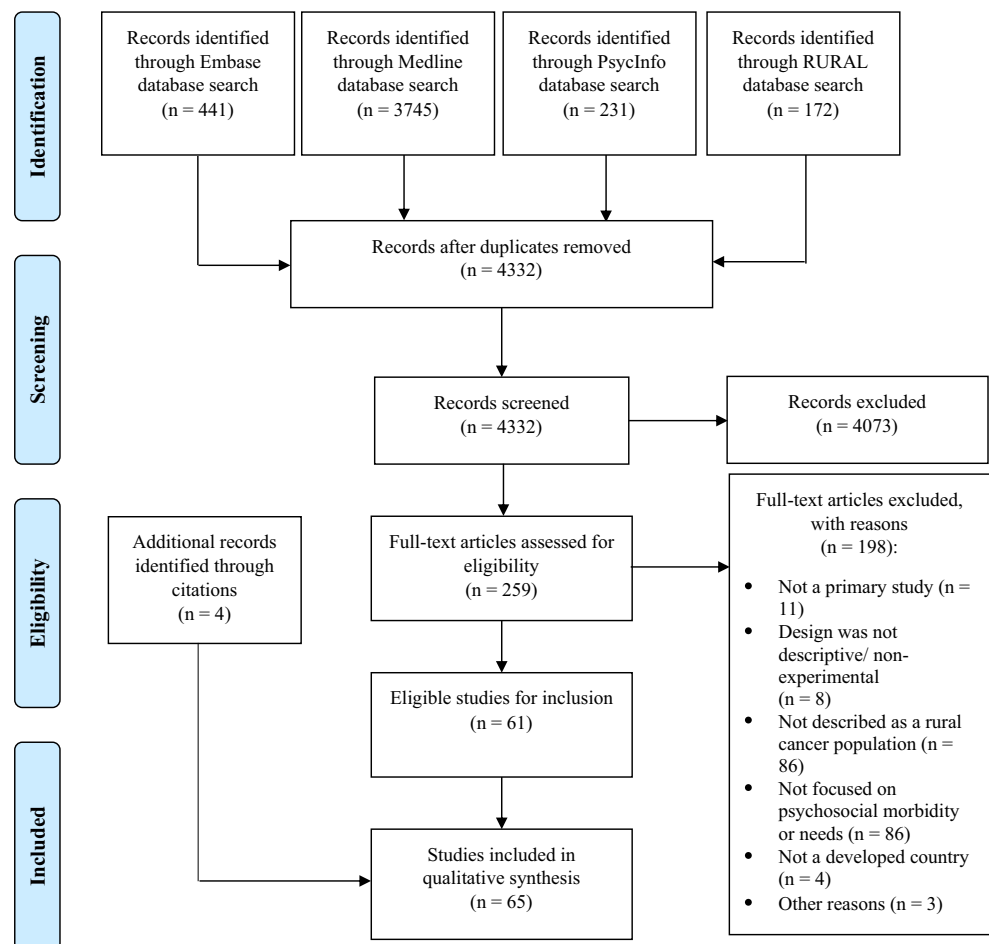 Identification
Records identified
through Embase
database search
(n = 441)
Records identified
through Medline
database search
(n = 3745)
Records identified
through PsycInfo
database search
(n = 231)
Records identified
through RURAL
database search
(n = 172)
Records after duplicates removed
(n = 4332)
Screening
Records screened
(n = 4332)
Records excluded
(n = 4073)
Eligibility
Additional records
identified through
citations
(n = 4)
Full-text articles assessed for
eligibility
(n = 259)
Full-text articles excluded,
with reasons
(n = 198):
• Not a primary study (n =
11)
• Design was not
descriptive/ non-
experimental
(n = 8)
• Not described as a rural
cancer population (n =
86)
• Not focused on
psychosocial morbidity
or needs (n = 86)
• Not a developed country
(n = 4)
• Other reasons (n = 3)
Eligible studies for inclusion
(n = 61)
Included
Studies included in
qualitative synthesis
(n = 65)